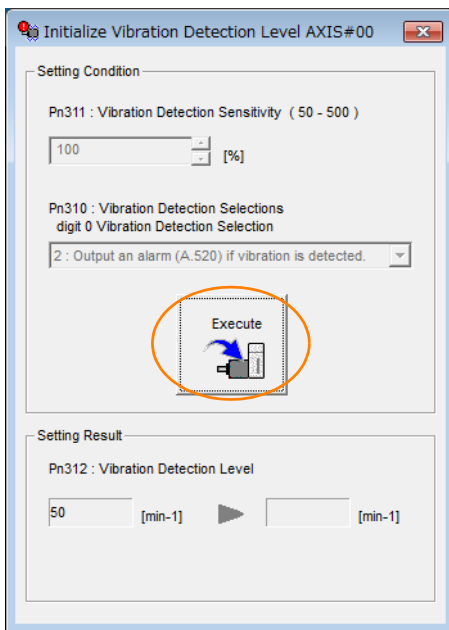 Initialize Vibration Detection Level AXIS#00
Setting Condition
Pn311 : Vibration Detection Sensitivity ( 50 - 500 )
100
[%]
Pn310 : Vibration Detection Selections
digit 0 Vibration Detection Selection
2 : Output an alarm (A.520) if vibration is detected.
Execute
Setting Result
Pn312 : Vibration Detection Level
50 [min-1] [min-1]